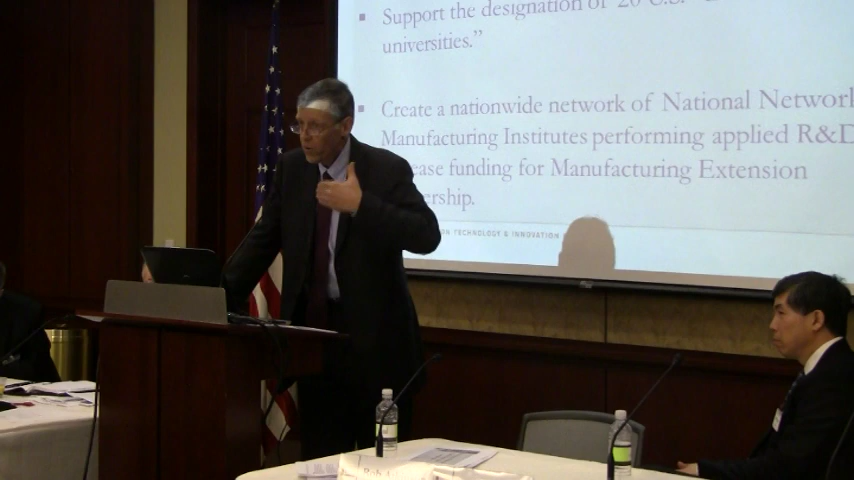 Support the designation of 20 U.S.
universities.”
Create a nationwide network of National Network
Manufacturing Institutes performing applied R&D
ease funding for Manufacturing Extension
ership.
ON TECHNOLOGY & INNOVATION